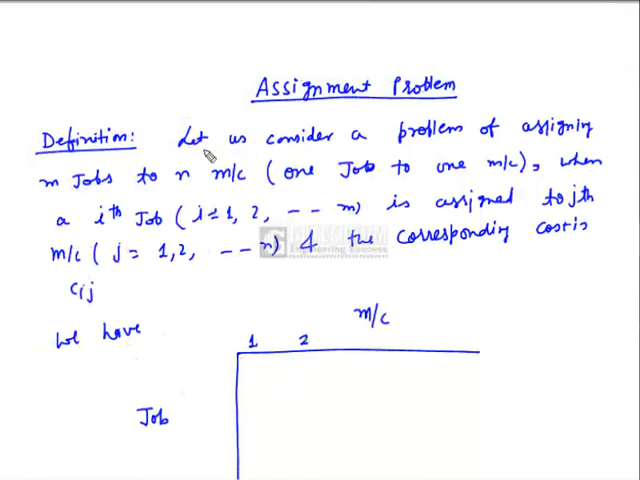 Assignment Problem
Definition: Let us consider a problem of assigning
m Jobs to n m/c (one Job to one m/c), when
a ith Job (i=1, 2, --- m) is assigned to jth
m/c (j= 1,2, --- n) & the corresponding cost is
Cij
We have
m/c
1 2
Job